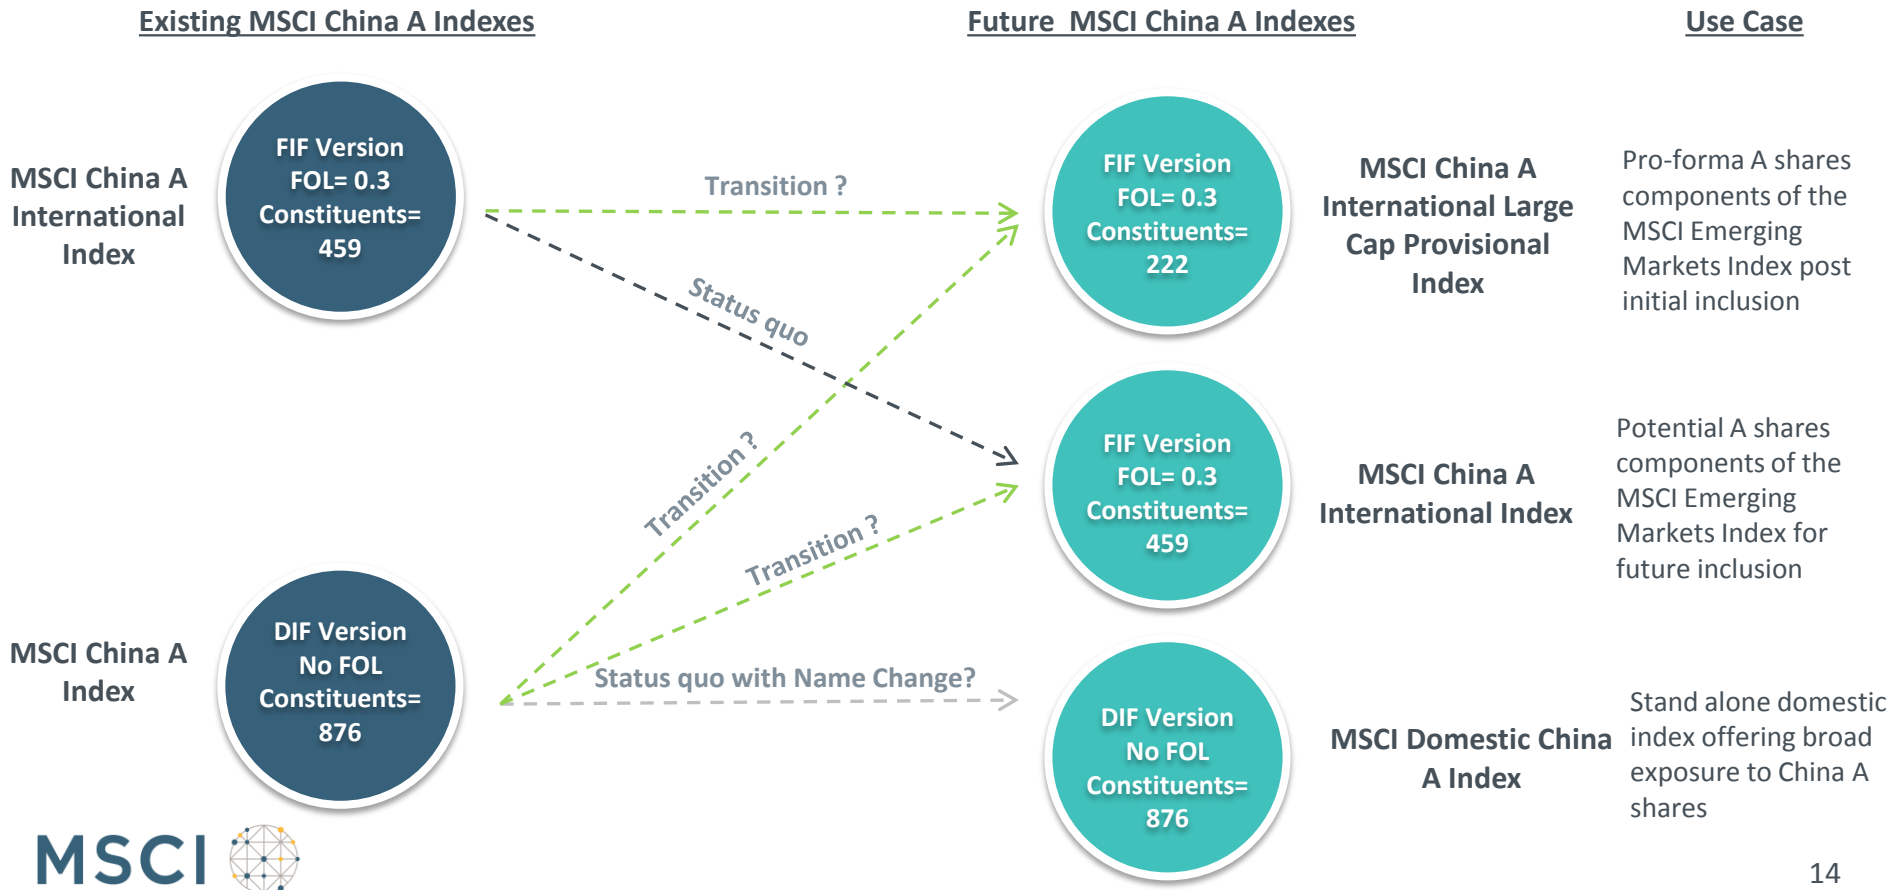 Existing MSCI China A Indexes
Future MSCI China A Indexes
Use Case
MSCI China A
International
Index
FIF Version
FOL= 0.3
Constituents=
459
Transition ?
Status quo
FIF Version
FOL= 0.3
Constituents=
222
MSCI China A
International Large
Cap Provisional
Index
Pro-forma A shares
components of the
MSCI Emerging
Markets Index post
initial inclusion
Transition ?
Transition ?
FIF Version
FOL= 0.3
Constituents=
459
MSCI China A
International Index
Potential A shares
components of the
MSCI Emerging
Markets Index for
future inclusion
MSCI China A
Index
DIF Version
No FOL
Constituents=
876
Status quo with Name Change?
DIF Version
No FOL
Constituents=
876
MSCI Domestic China
A Index
Stand alone domestic
index offering broad
exposure to China A
shares
MSCI
14